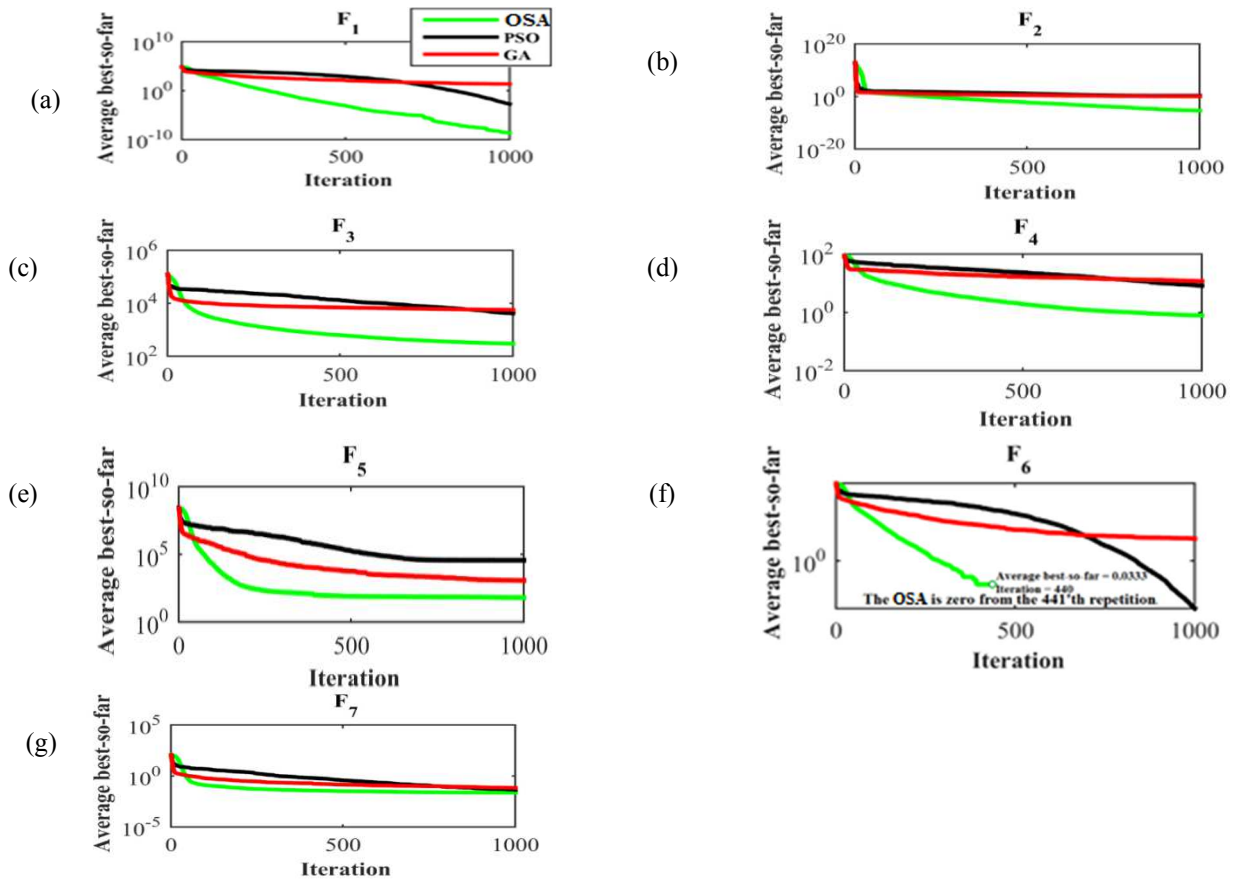 (a)
F1
OSA
PSO
GA
Average best-so-far
10^10
10^0
10^-10
0 500 1000
Iteration
(b)
F2
Average best-so-far
10^20
10^0
10^-20
0 500 1000
Iteration
(c)
F3
Average best-so-far
10^6
10^4
10^2
0 500 1000
Iteration
(d)
F4
Average best-so-far
10^2
10^0
10^-2
0 500 1000
Iteration
(e)
F5
Average best-so-far
10^10
10^5
10^0
0 500 1000
Iteration
(f)
F6
Average best-so-far
10^0
Average best-so-far = 0.0333
Iteration = 440
The OSA is zero from the 441'th repetition.
0 500 1000
Iteration
(g)
F7
Average best-so-far
10^5
10^0
10^-5
0 500 1000
Iteration